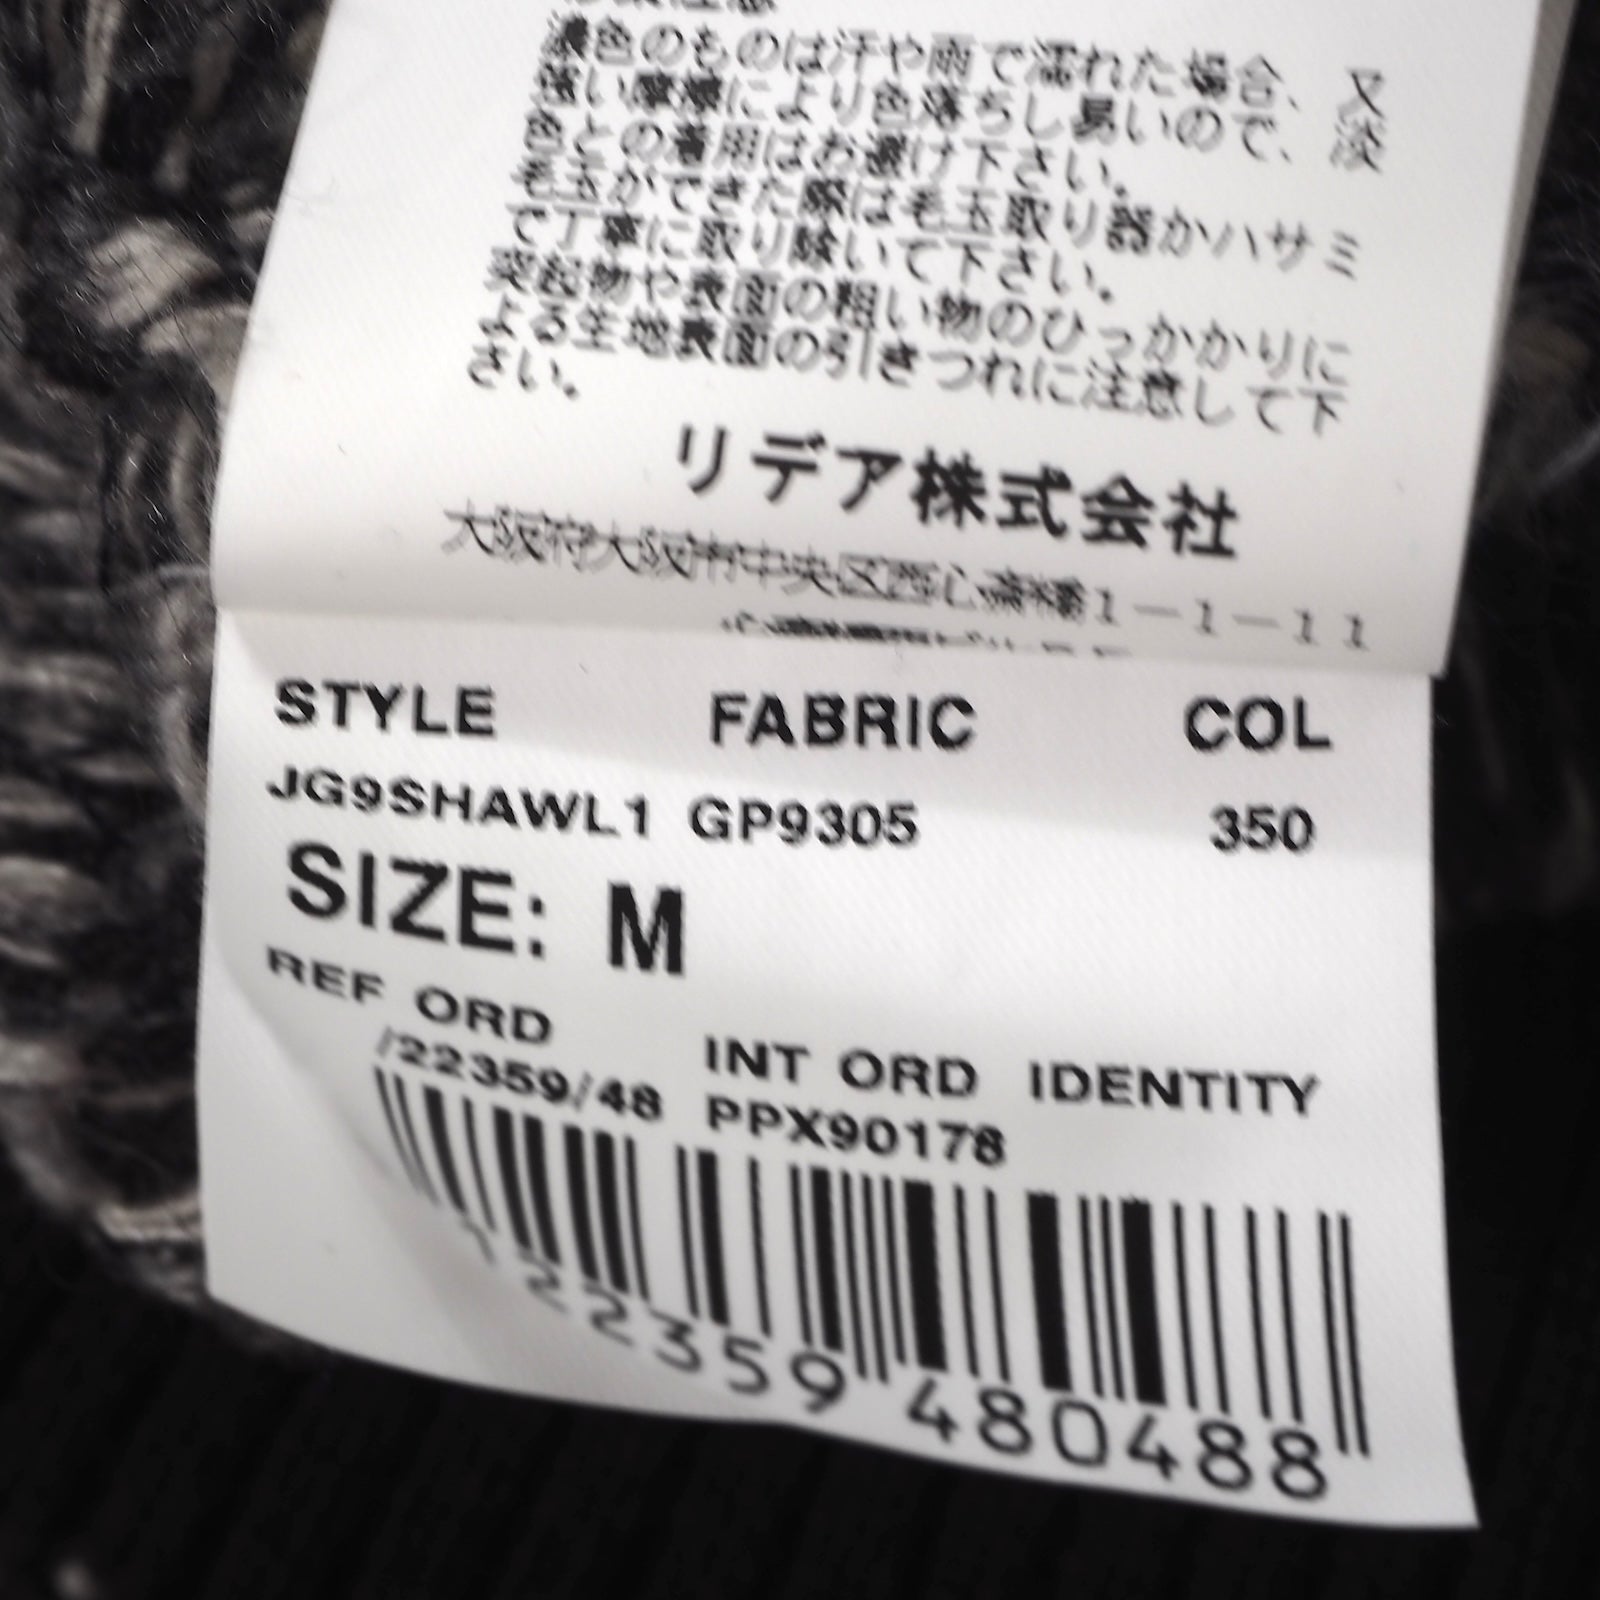 濃色のものは汗や雨で濡れた場合、又
強い摩擦により色落ちし易いので、淡
色との着用はお避け下さい。
毛玉ができた際は毛玉取り器かハサミ
で丁寧に取り除いて下さい。
突起物や表面の粗い物のひっかかりに
よる生地表面の引きつれに注意して下
さい。
リデア株式会社
大阪府大阪市中央区西心斎橋1-1-11
STYLE FABRIC COL
JG9SHAWL1 GP9305 350
SIZE: M
REF ORD INT ORD IDENTITY
/22359/48 PPX90178
22359 480488